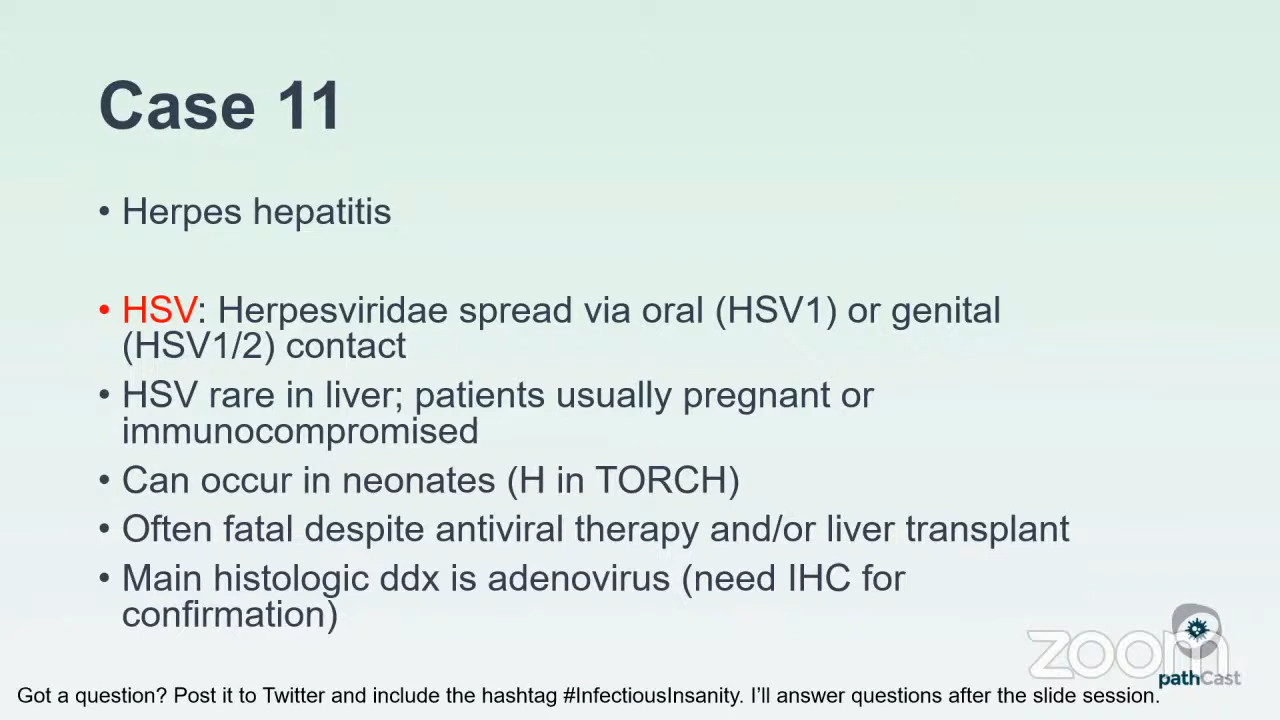 Case 11
• Herpes hepatitis
• HSV: Herpesviridae spread via oral (HSV1) or genital
(HSV1/2) contact
• HSV rare in liver; patients usually pregnant or
immunocompromised
• Can occur in neonates (H in TORCH)
• Often fatal despite antiviral therapy and/or liver transplant
• Main histologic ddx is adenovirus (need IHC for
confirmation)
zoom
pathCast
Got a question? Post it to Twitter and include the hashtag #InfectiousInsanity. I’ll answer questions after the slide session.